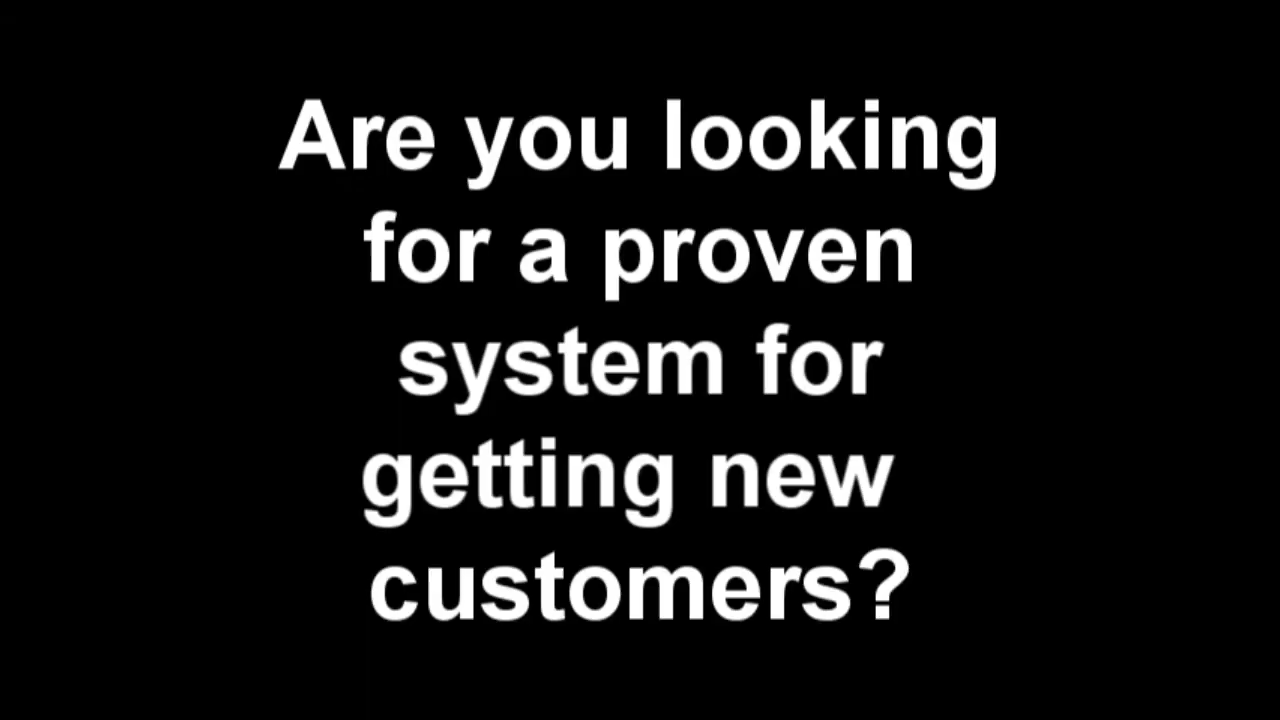 Are you looking
for a proven
system for
getting new
customers?